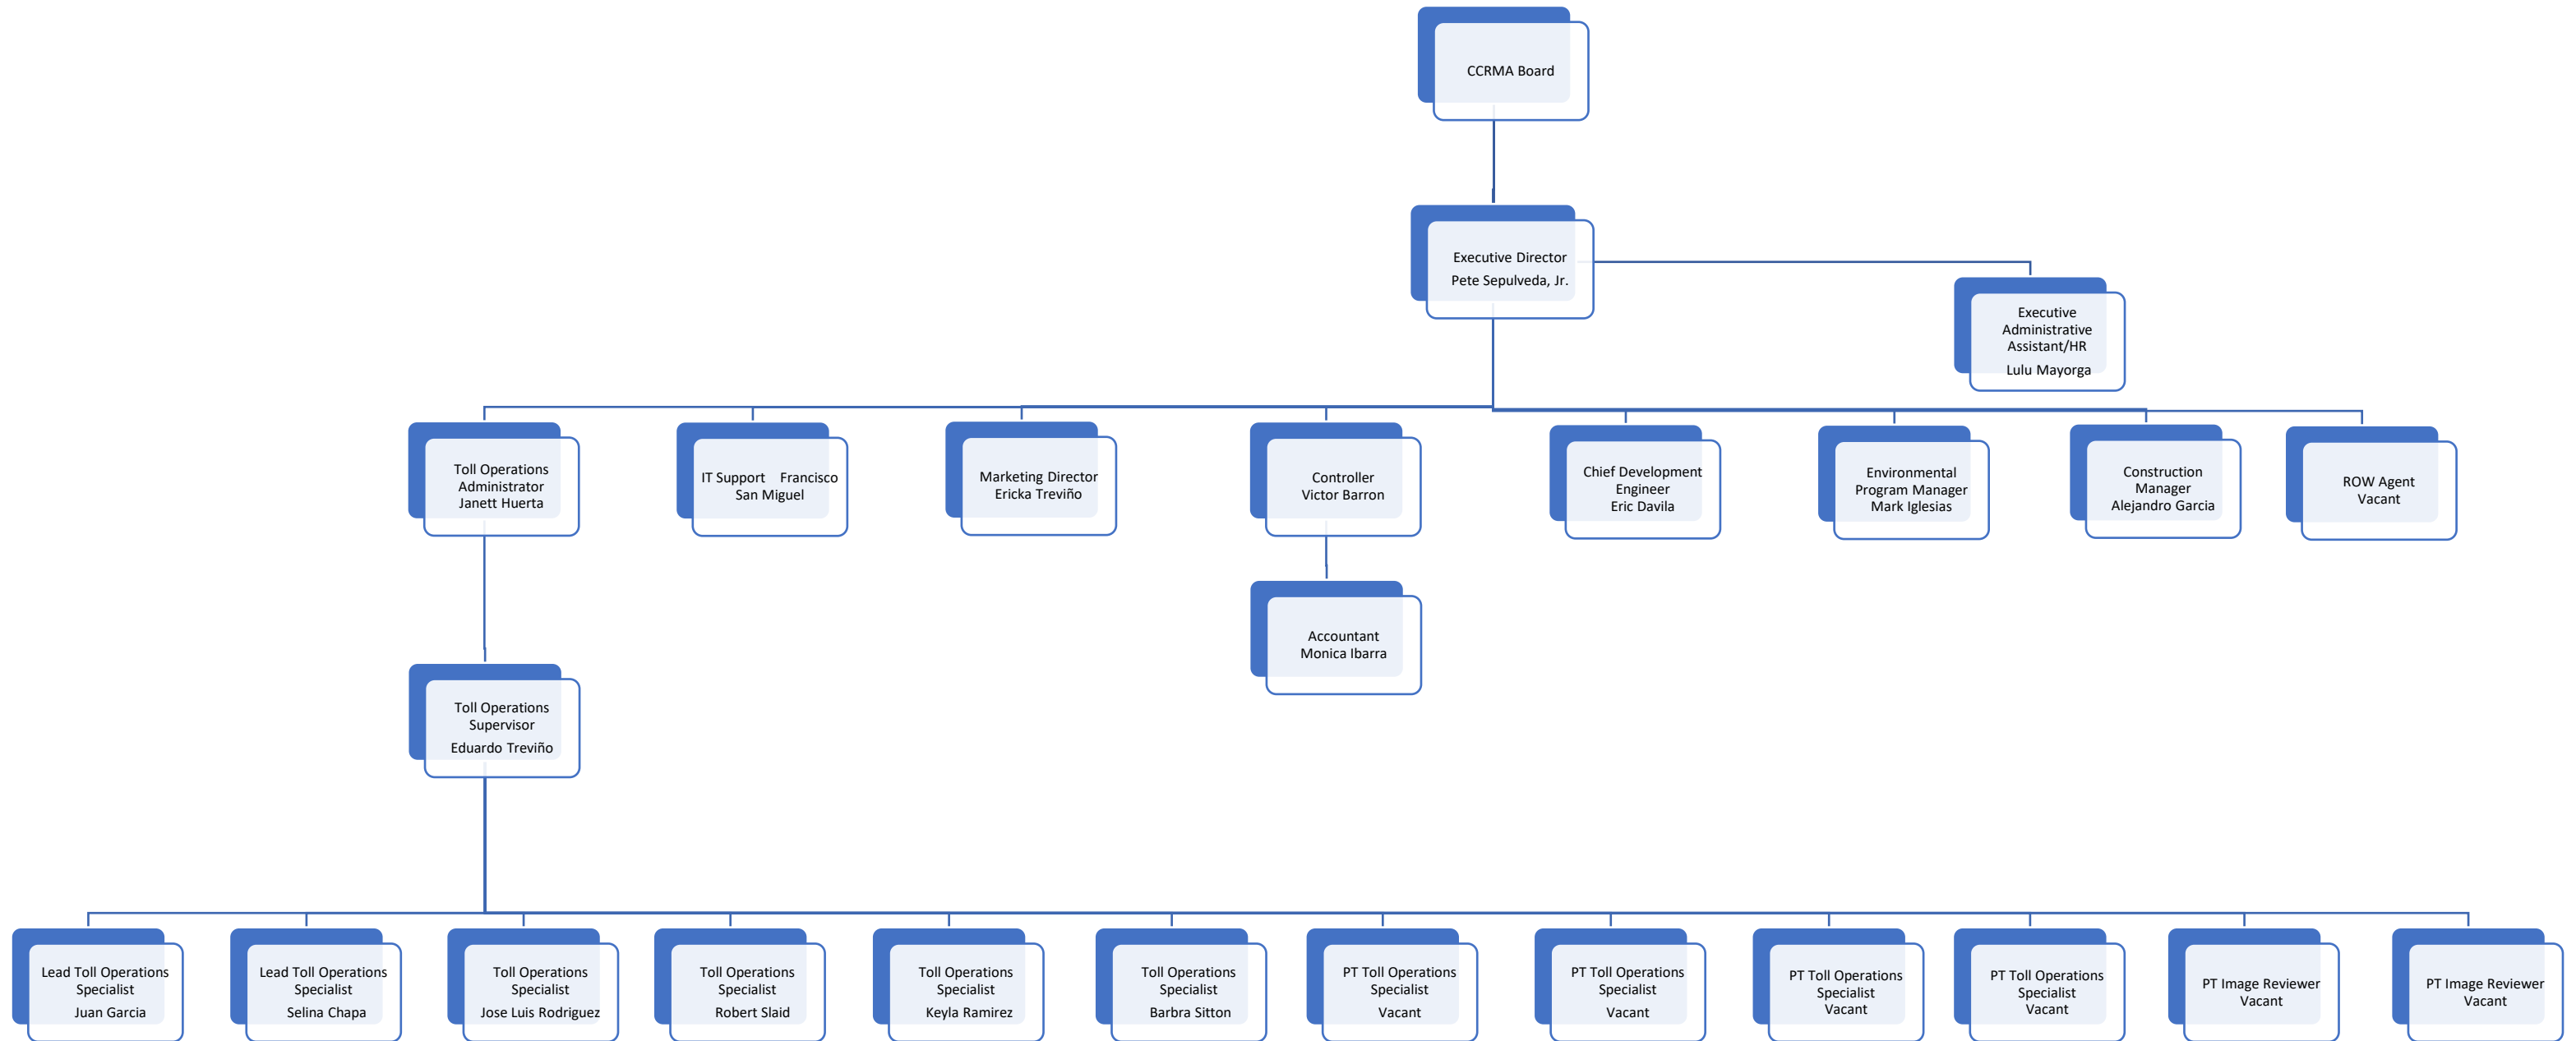 CCRMA Board
Executive Director
Pete Sepulveda, Jr.
Executive
Administrative
Assistant/HR
Lulu Mayorga
Toll Operations
Administrator
Janett Huerta
IT Support    Francisco
San Miguel
Marketing Director
Ericka Treviño
Controller
Victor Barron
Chief Development
Engineer
Eric Davila
Environmental
Program Manager
Mark Iglesias
Construction
Manager
Alejandro Garcia
ROW Agent
Vacant
Accountant
Monica Ibarra
Toll Operations
Supervisor
Eduardo Treviño
Lead Toll Operations
Specialist
Juan Garcia
Lead Toll Operations
Specialist
Selina Chapa
Toll Operations
Specialist
Jose Luis Rodriguez
Toll Operations
Specialist
Robert Slaid
Toll Operations
Specialist
Keyla Ramirez
Toll Operations
Specialist
Barbra Sitton
PT Toll Operations
Specialist
Vacant
PT Toll Operations
Specialist
Vacant
PT Toll Operations
Specialist
Vacant
PT Toll Operations
Specialist
Vacant
PT Image Reviewer
Vacant
PT Image Reviewer
Vacant